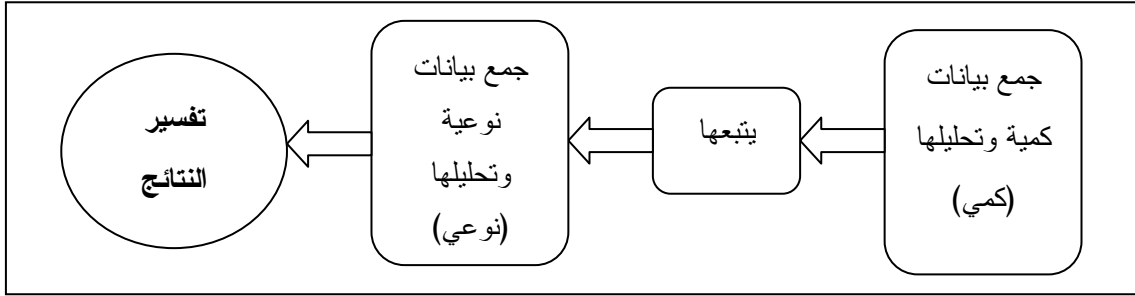 جمع بيانات
كمية وتحليلها
(كمي)
يتبعها
جمع بيانات
نوعية
وتحليلها
(نوعي)
تفسير
النتائج